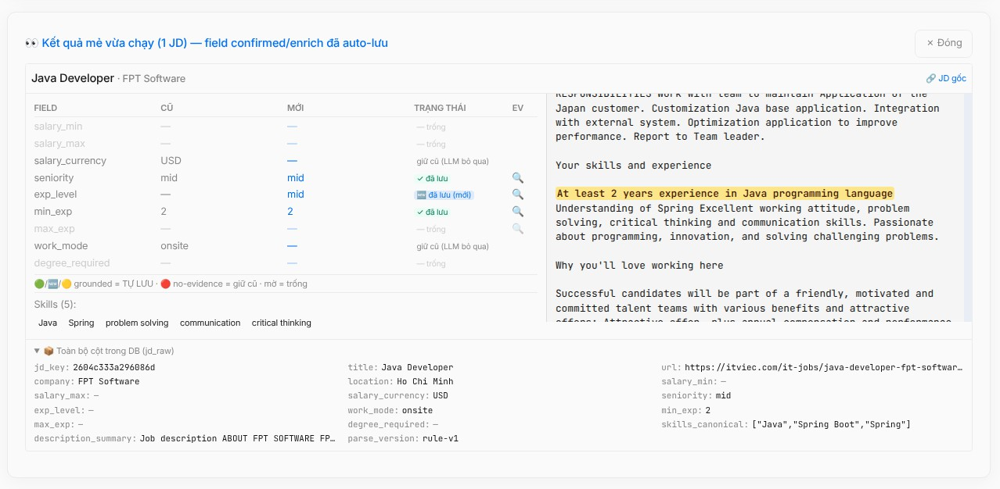 👀 Kết quả mẻ vừa chạy (1 JD) — field confirmed/enrich đã auto-lưu
× Đóng
Java Developer · FPT Software
🔗 JD gốc
FIELD CŨ MỚI TRẠNG THÁI EV
salary_min — — — trống
salary_max — — — trống
salary_currency USD — giữ cũ (LLM bỏ qua)
seniority mid mid ✓ đã lưu 🔍
exp_level — mid 🆕 đã lưu (mới) 🔍
min_exp 2 2 ✓ đã lưu 🔍
max_exp — — — trống 🔍
work_mode onsite — giữ cũ (LLM bỏ qua)
degree_required — — — trống
🟢/🆕/🟡 grounded = TỰ LƯU · 🔴 no-evidence = giữ cũ · mờ = trống
Skills (5):
Java Spring problem solving communication critical thinking
RESPONSIBILITIES Work with team to maintain Application of the
Japan customer. Customization Java base application. Integration
with external system. Optimization application to improve
performance. Report to Team leader.
Your skills and experience
At least 2 years experience in Java programming language
Understanding of Spring Excellent working attitude, problem
solving, critical thinking and communication skills. Passionate
about programming, innovation, and solving challenging problems.
Why you'll love working here
Successful candidates will be part of a friendly, motivated and
committed talent teams with various benefits and attractive
offers: Attractive offer, plus annual compensation and performance
▼ 📦 Toàn bộ cột trong DB (jd_raw)
jd_key: 2604c333a296086d title: Java Developer url: https://itviec.com/it-jobs/java-developer-fpt-softwar…
company: FPT Software location: Ho Chi Minh salary_min: —
salary_max: — salary_currency: USD seniority: mid
exp_level: — work_mode: onsite min_exp: 2
max_exp: — degree_required: — skills_canonical: ["Java","Spring Boot","Spring"]
description_summary: Job description ABOUT FPT SOFTWARE FP… parse_version: rule-v1